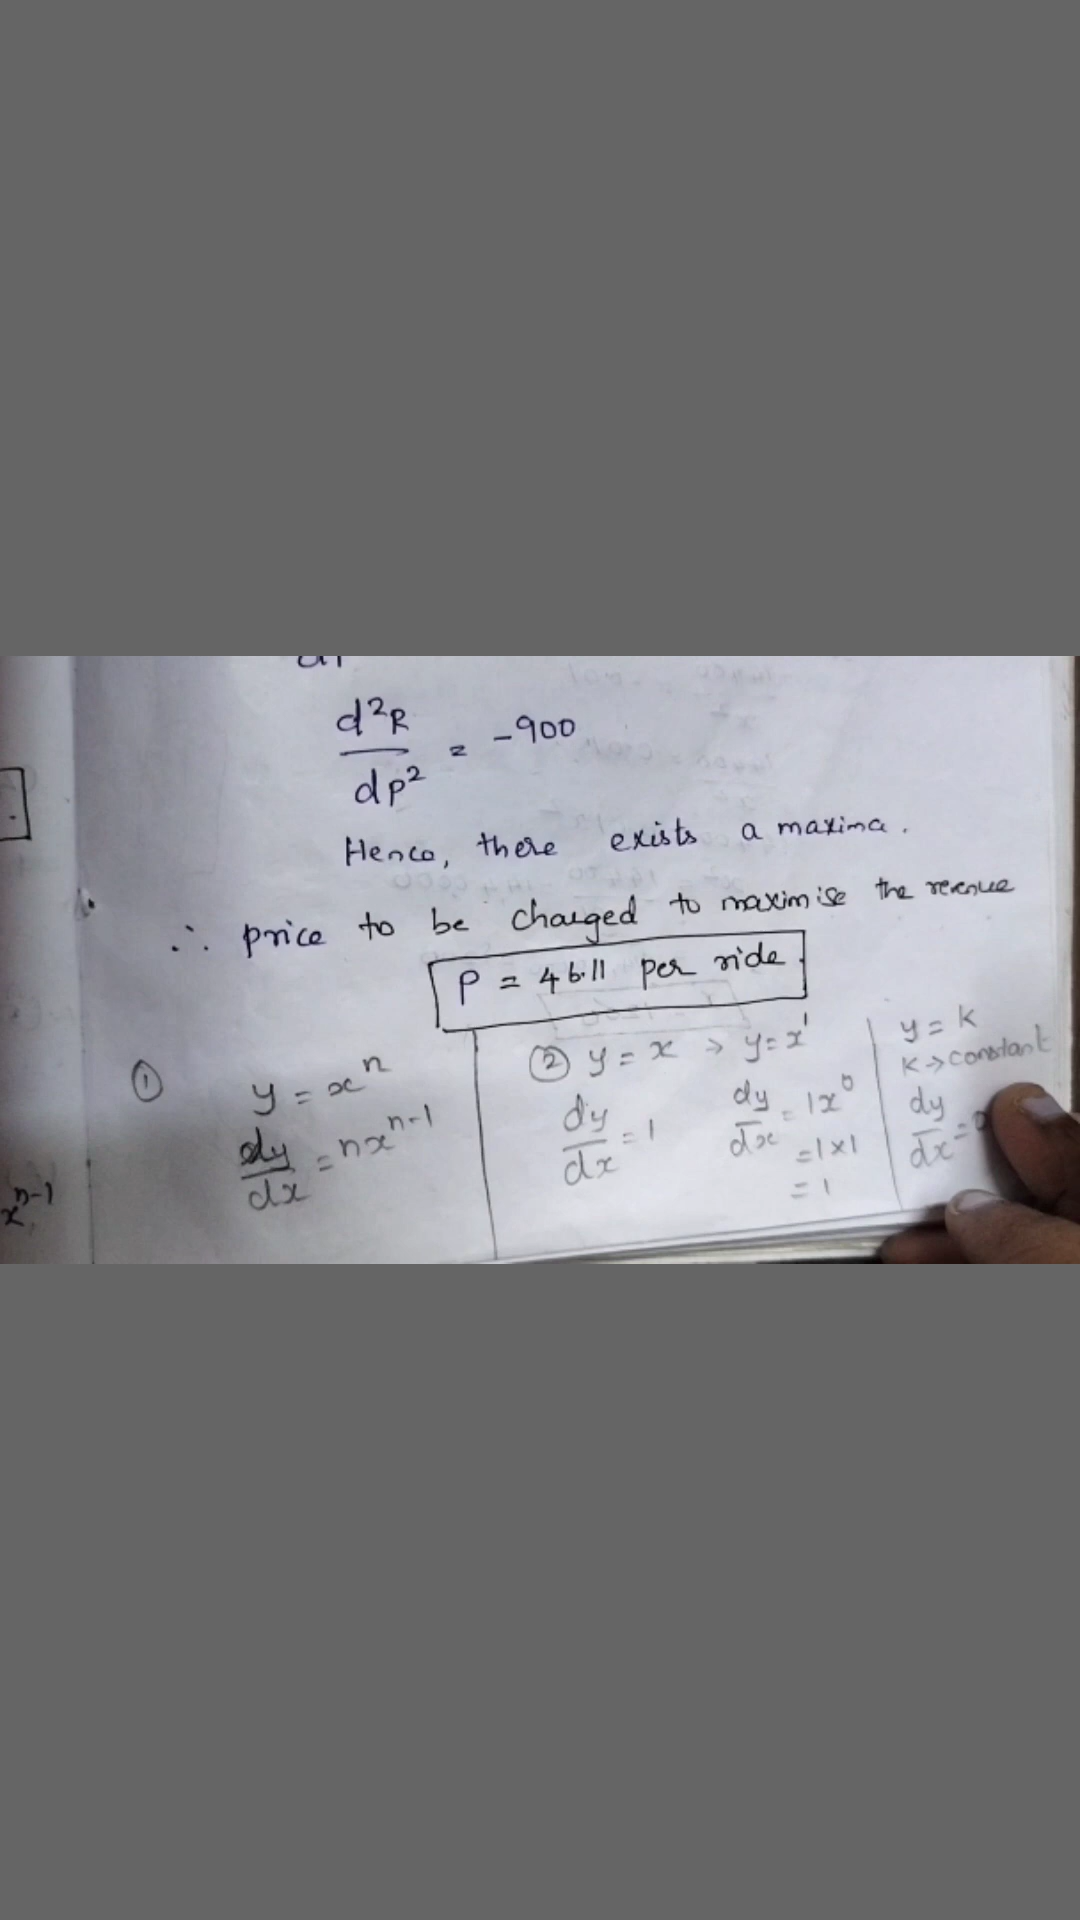 d²R
—— = -900
dp²
Hence, there exists a maxima.
∴ price to be charged to maximise the revenue
P = 46.11 per ride.
① y = xⁿ
dy/dx = nxⁿ⁻¹
② y = x → y = x¹
dy/dx = 1
dy/dx = 1x⁰
= 1×1
= 1
y = k
k → constant
dy/dx = 0
xⁿ⁻¹